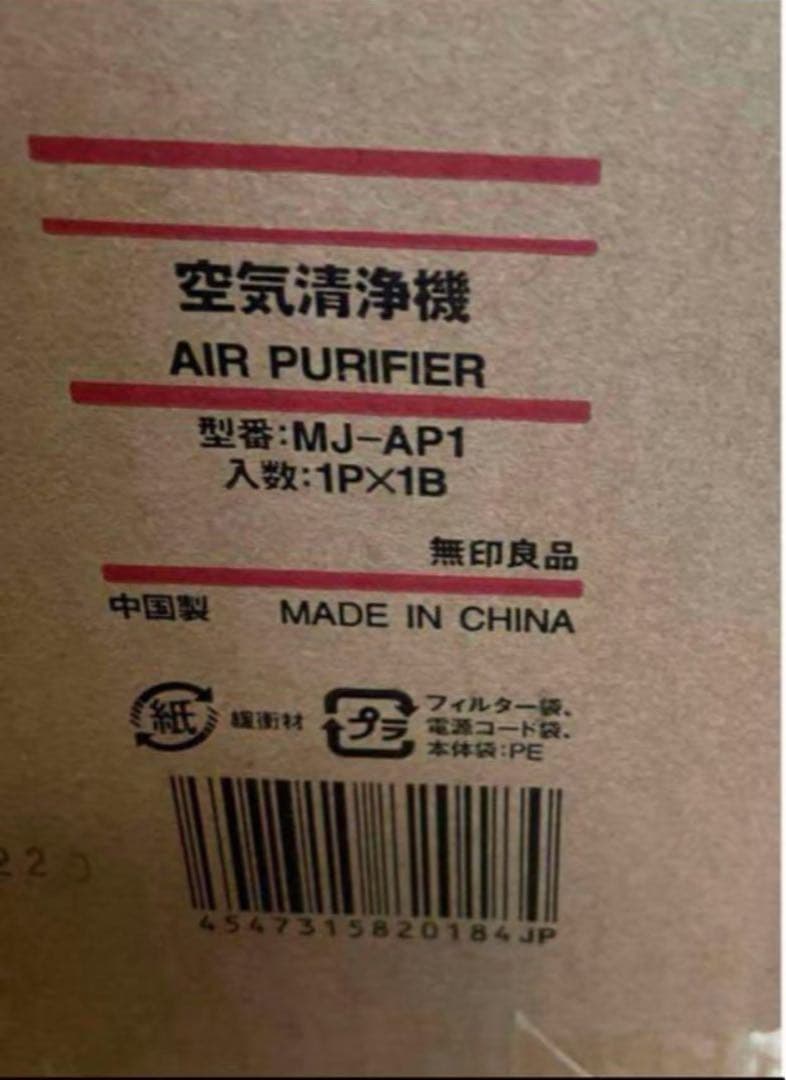 空気清浄機
AIR PURIFIER
型番:MJ-AP1
入数:1P×1B
無印良品
中国製 MADE IN CHINA
紙 緩衝材
プラ フィルター袋、
電源コード袋、
本体袋:PE
4547315820184JP